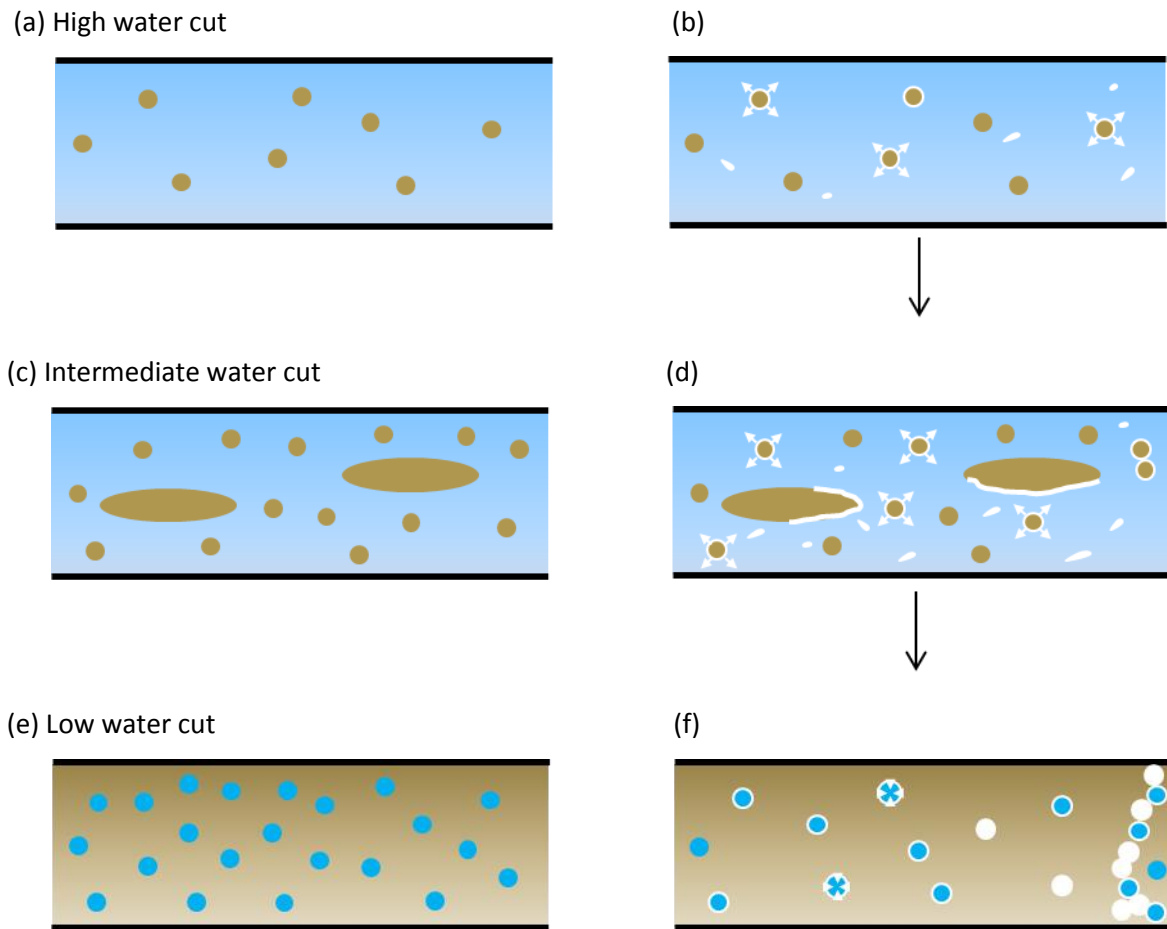 (a) High water cut
(b)
(c) Intermediate water cut
(d)
(e) Low water cut
(f)